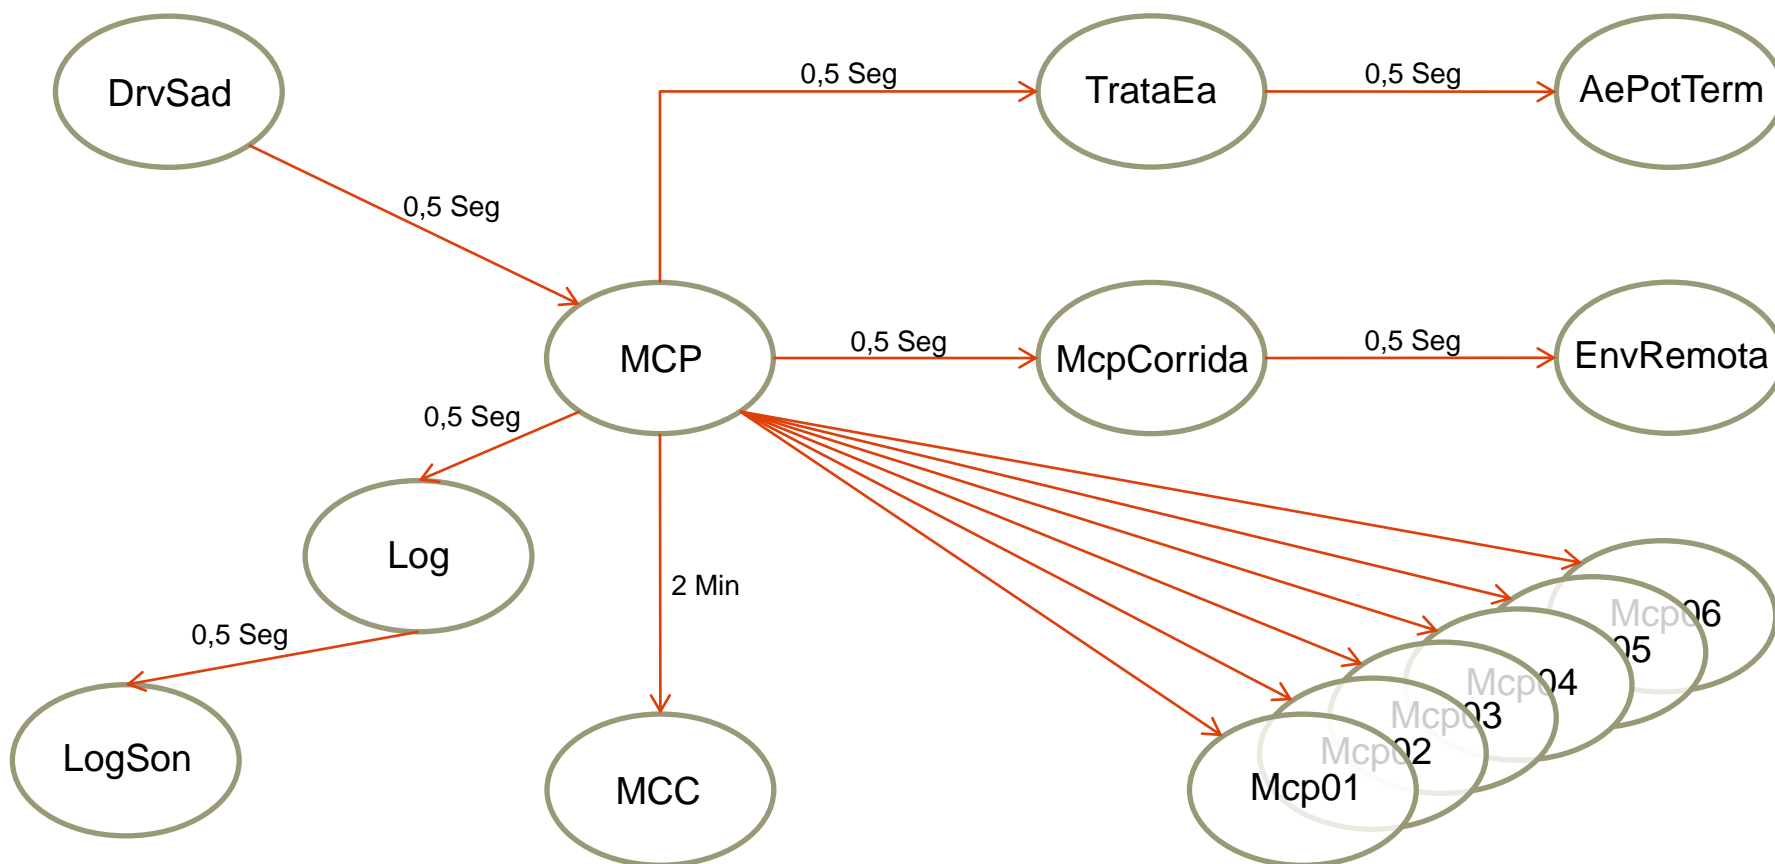 0,5 Seg
0,5 Seg
DrvSad
TrataEa
AePotTerm
0,5 Seg
0,5 Seg
0,5 Seg
MCP
McpCorrida
EnvRemota
0,5 Seg
Log
2 Min
0,5 Seg
Mcp06
05
Mcp04
Mcp03
Mcp02
LogSon
MCC
Mcp01